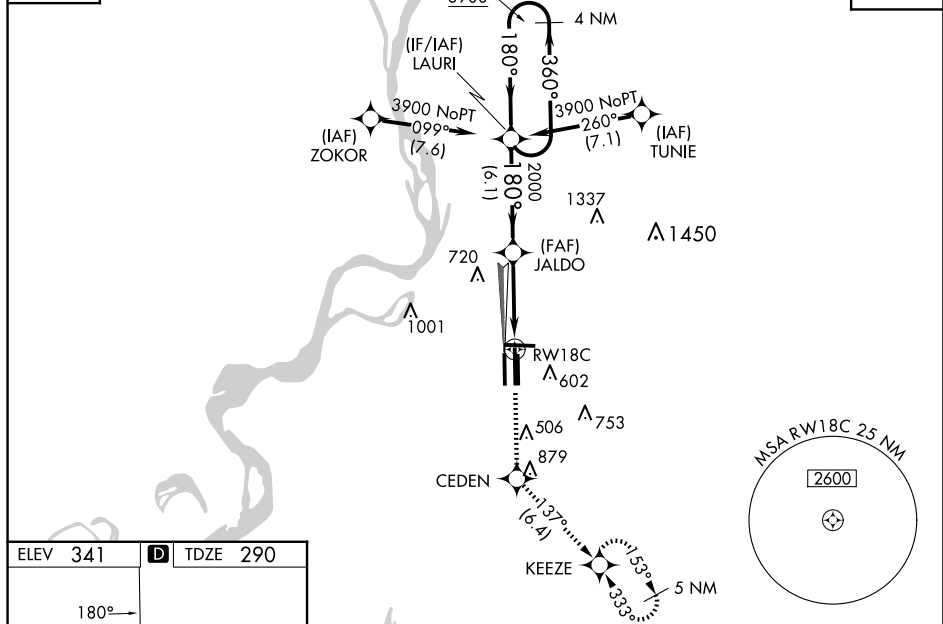 4 NM
(IF/IAF)
LAURI
180°
360°
3900 NoPT
099°
(7.6)
3900 NoPT
260°
(7.1)
(IAF)
ZOKOR
(IAF)
TUNIE
2000
180°
(6.1)
1337
1450
720
(FAF)
JALDO
1001
RW18C
602
753
506
879
CEDEN
137°
(6.4)
KEEZE
153°
333°
5 NM
MSA RW18C 25 NM
2600
ELEV 341 D TDZE 290
180°